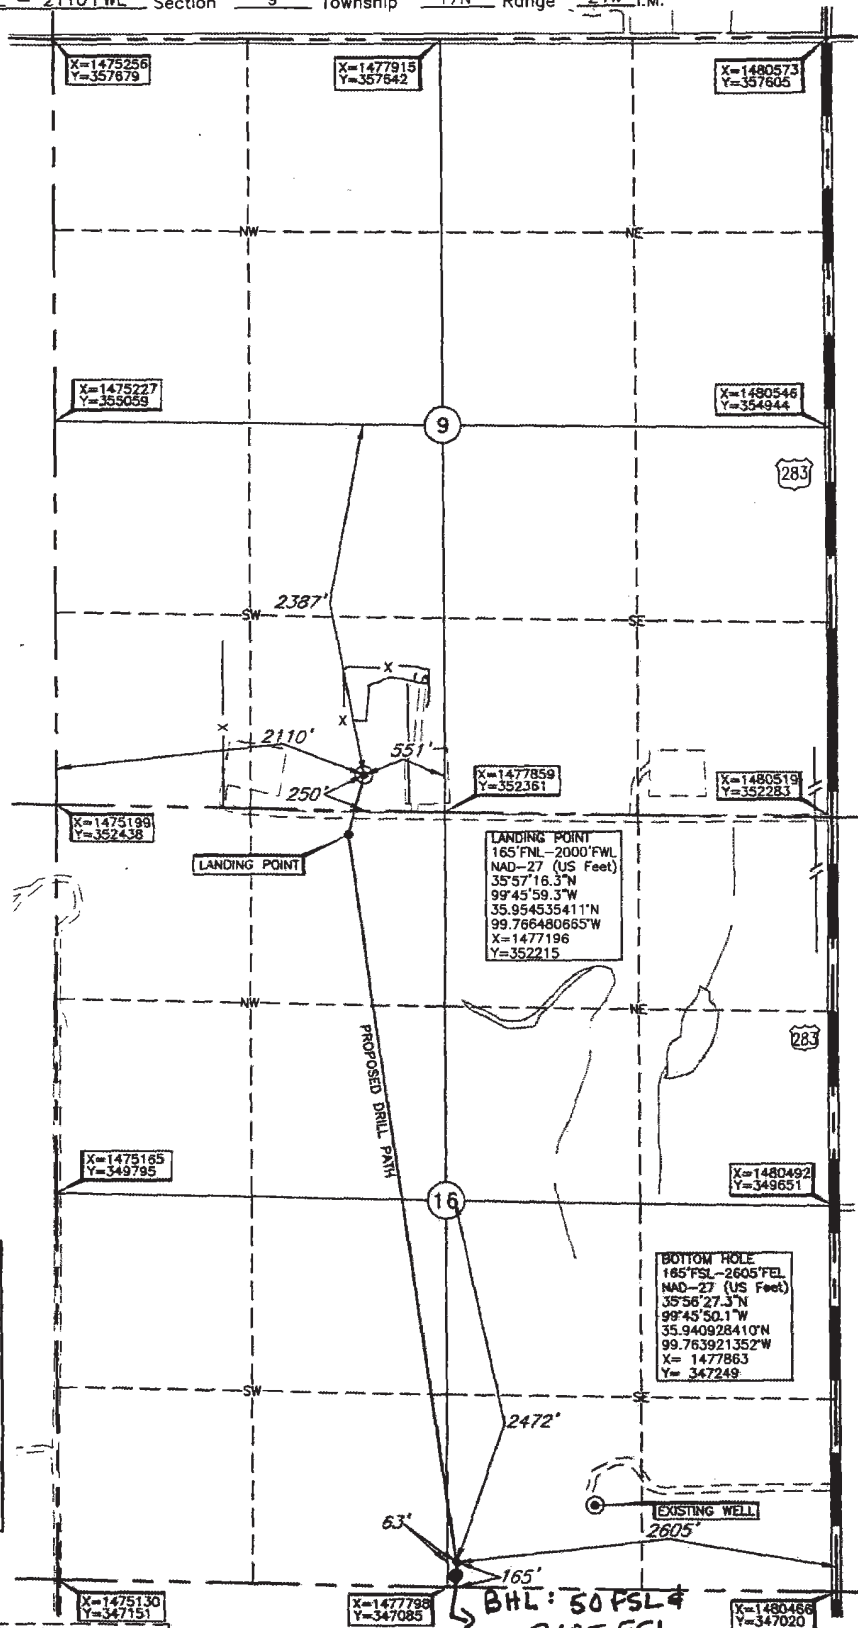 2110'FWL Section 9 Township 17N Range 24W I.M.
X=1475256
Y=357679
X=1477915
Y=357642
X=1480573
Y=357605
NW
NE
X=1475227
Y=355059
9
X=1480546
Y=354944
283
2387'
SW
SE
X
X
X
2110'
551'
250'
X=1477859
Y=352361
X=1480519
Y=352283
X=1475199
Y=352438
LANDING POINT
LANDING POINT
165'FNL-2000'FWL
NAD-27 (US Feet)
35°57'16.3"N
99°45'59.3"W
35.954535411°N
99.766480665°W
X=1477196
Y=352215
NW
NE
283
PROPOSED DRILL PATH
X=1475165
Y=349795
16
X=1480492
Y=349651
BOTTOM HOLE
165'FSL-2605'FEL
NAD-27 (US Feet)
35°56'27.3"N
99°45'50.1"W
35.940928410°N
99.763921352°W
X= 1477863
Y= 347249
SW
SE
2472'
EXISTING WELL
63'
2605'
165'
X=1475130
Y=347151
X=1477798
Y=347085
BHL: 50 FSL &
X=1480466
Y=347020